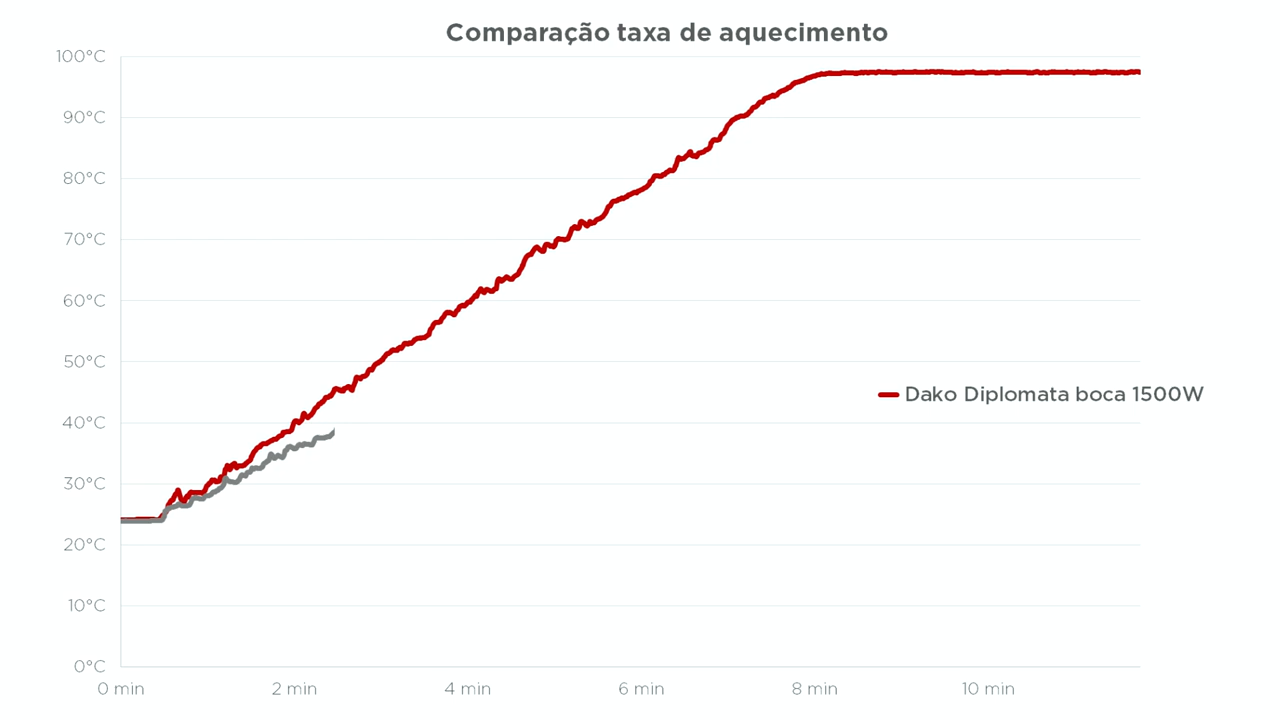 Comparação taxa de aquecimento
100°C
90°C
80°C
70°C
60°C
50°C
40°C
30°C
20°C
10°C
0°C
0 min
2 min
4 min
6 min
8 min
10 min
Dako Diplomata boca 1500W